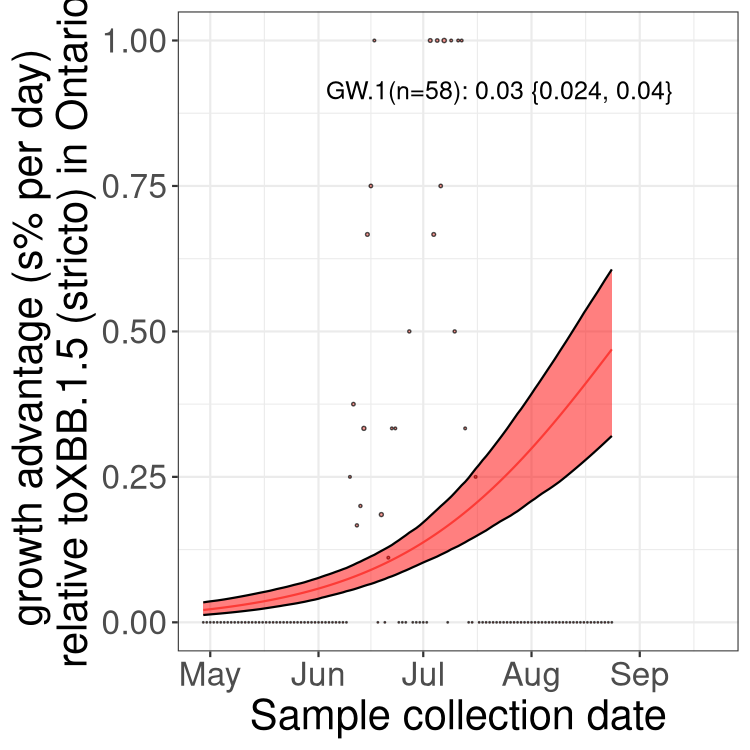 growth advantage (s% per day)
relative toXBB.1.5 (stricto) in Ontario
1.00
0.75
0.50
0.25
0.00
GW.1(n=58): 0.03 {0.024, 0.04}
May Jun Jul Aug Sep
Sample collection date